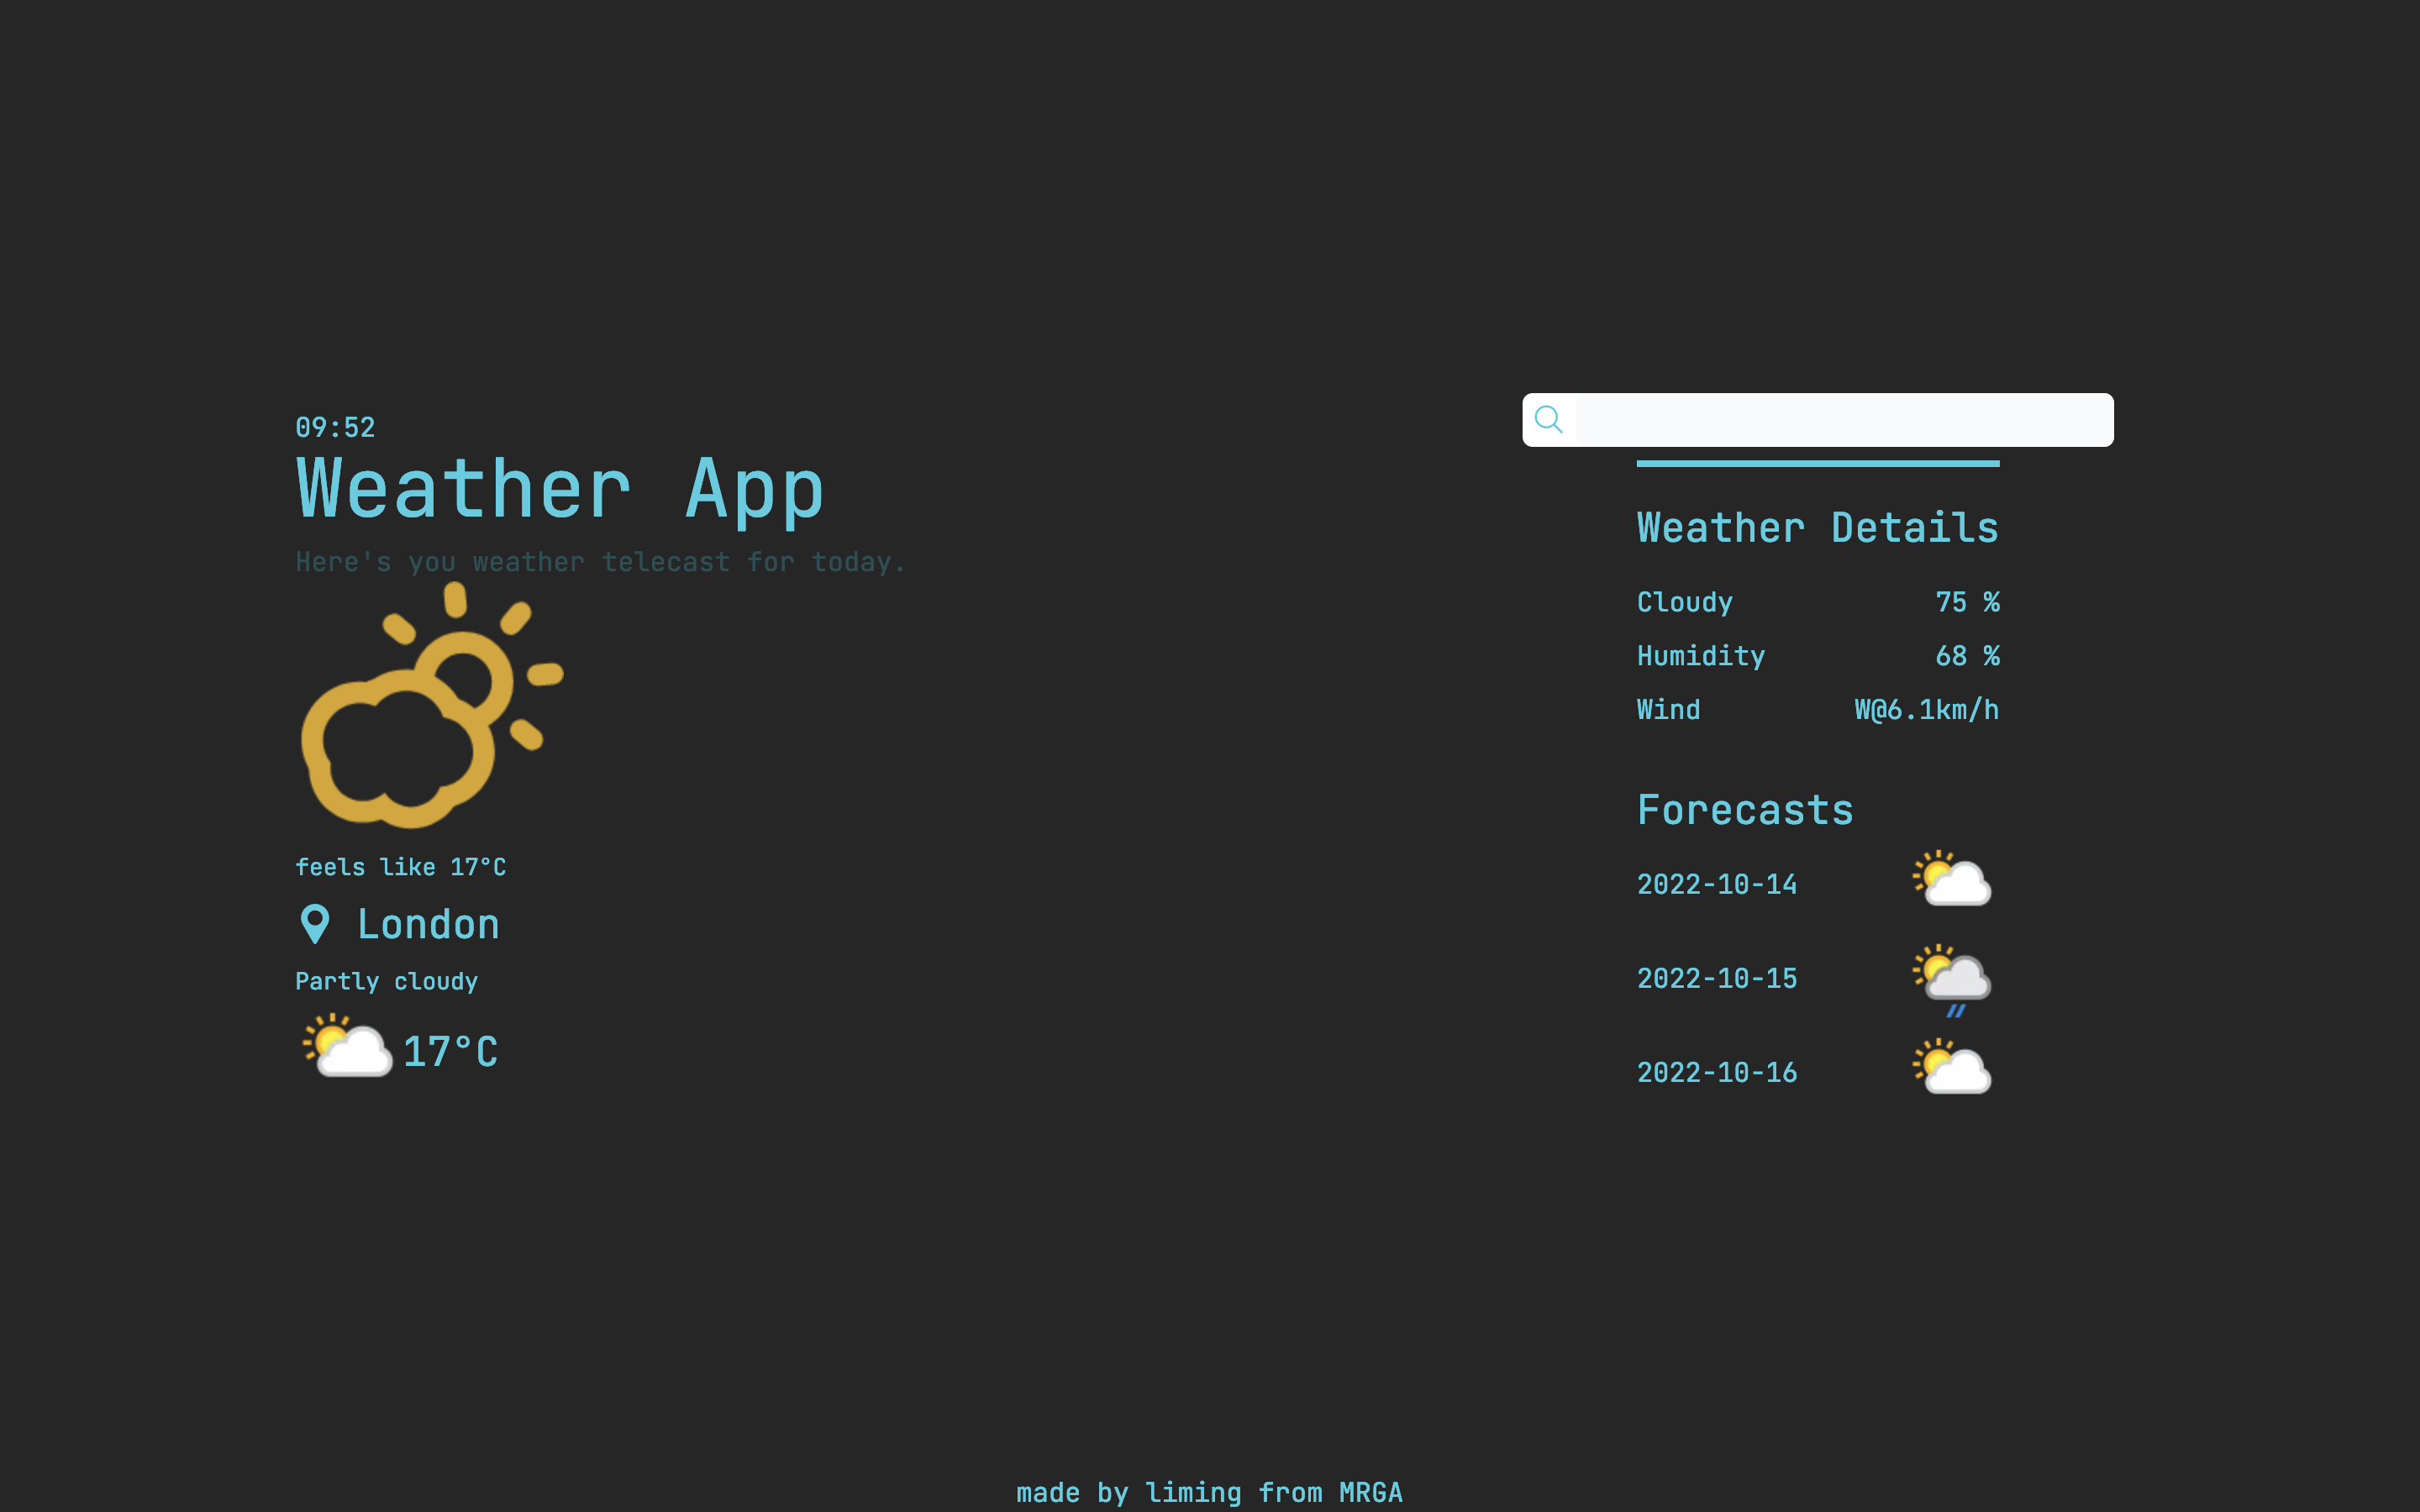 09:52
Weather App
Here's you weather telecast for today.
feels like 17°C
London
Partly cloudy
17°C
Weather Details
Cloudy 75 %
Humidity 68 %
Wind W@6.1km/h
Forecasts
2022-10-14
2022-10-15
2022-10-16
made by liming from MRGA